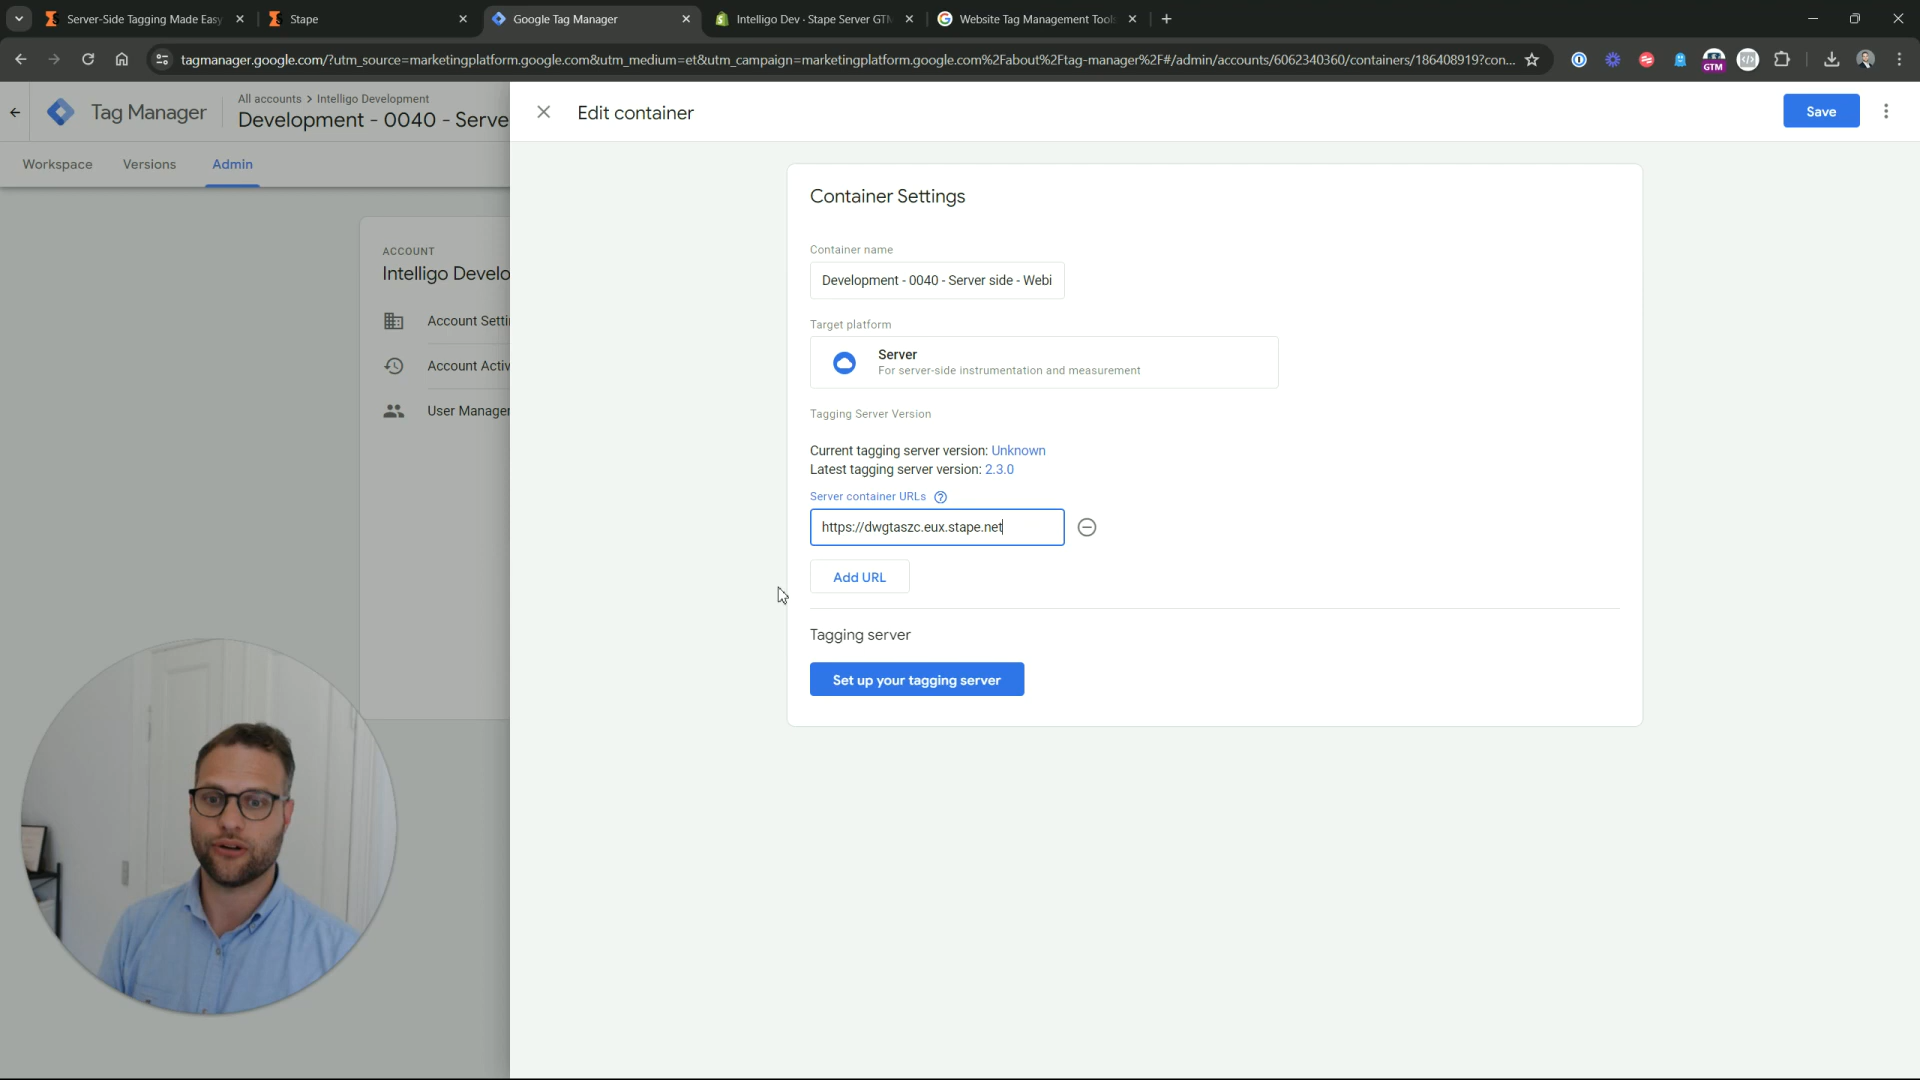 Server-Side Tagging Made Easy
Stape
Google Tag Manager
Intelligo Dev · Stape Server GTM
Website Tag Management Tools
tagmanager.google.com/?utm_source=marketingplatform.google.com&utm_medium=et&utm_campaign=marketingplatform.google.com%2Fabout%2Ftag-manager%2F#/admin/accounts/6062340360/containers/186408919?con...
GTM
Tag Manager
All accounts > Intelligo Development
Development - 0040 - Serve
Edit container
Save
Workspace
Versions
Admin
ACCOUNT
Intelligo Develo
Account Setti
Account Activ
User Manager
Container Settings
Container name
Development - 0040 - Server side - Webi
Target platform
Server
For server-side instrumentation and measurement
Tagging Server Version
Current tagging server version: Unknown
Latest tagging server version: 2.3.0
Server container URLs
https://dwgtaszc.eux.stape.net
Add URL
Tagging server
Set up your tagging server